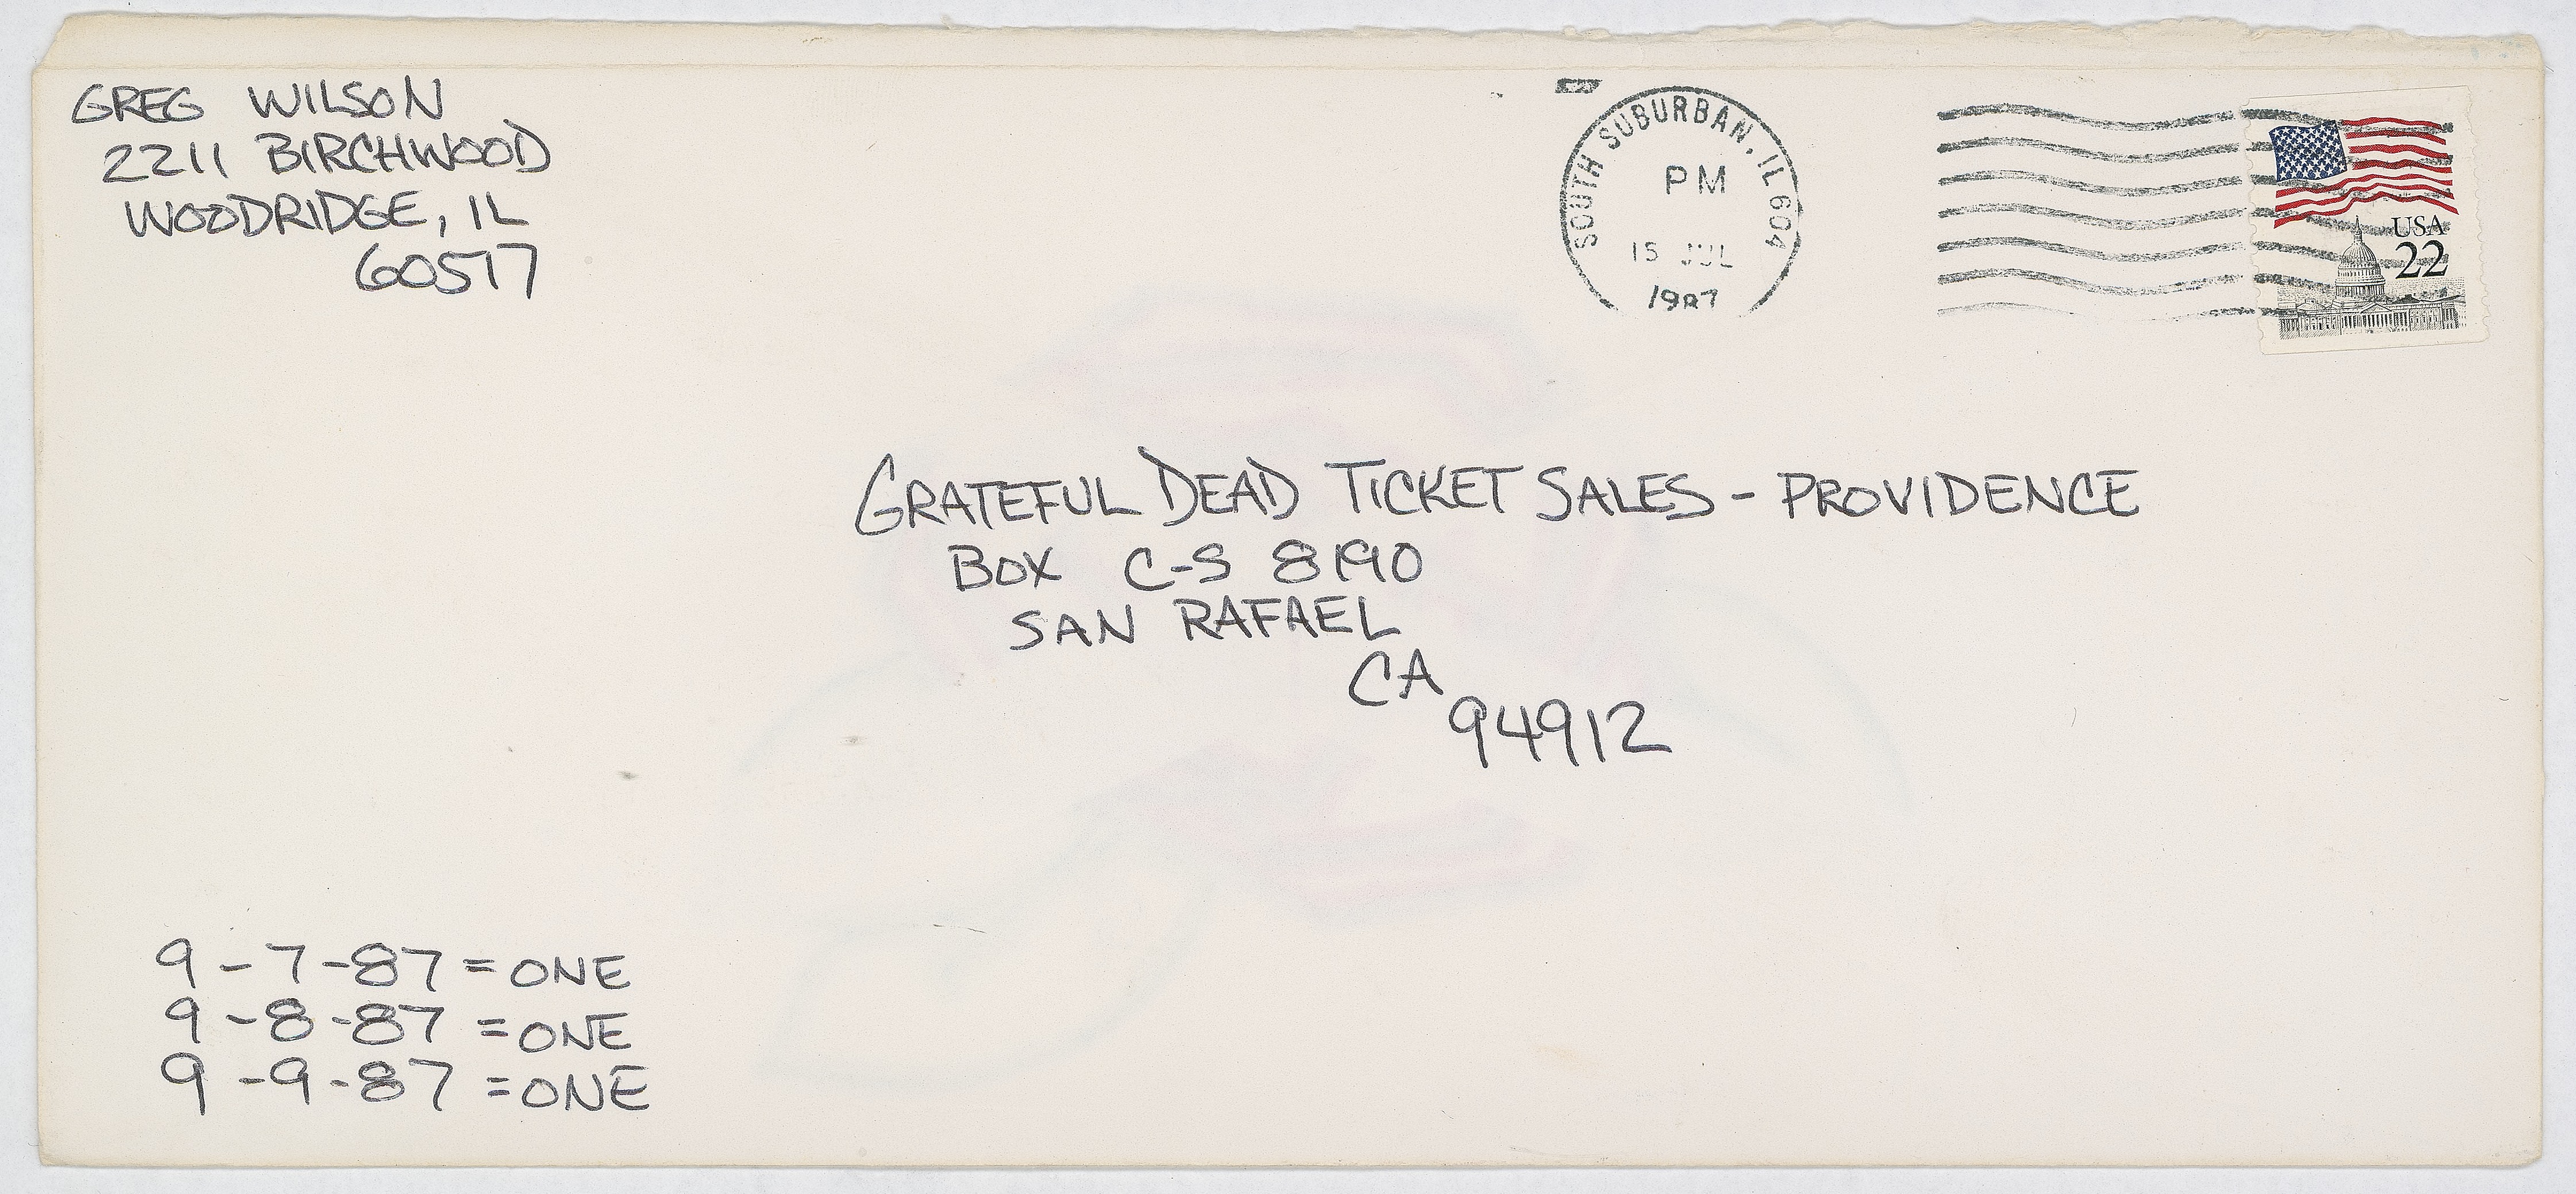 GREG WILSON
2211 BIRCHWOOD
WOODRIDGE, IL
60517
SOUTH SUBURBAN, IL 604
PM
15 JUL
1987
USA
22
GRATEFUL DEAD TICKET SALES - PROVIDENCE
BOX C-S 8190
SAN RAFAEL
CA
94912
9-7-87 = ONE
9-8-87 = ONE
9-9-87 = ONE